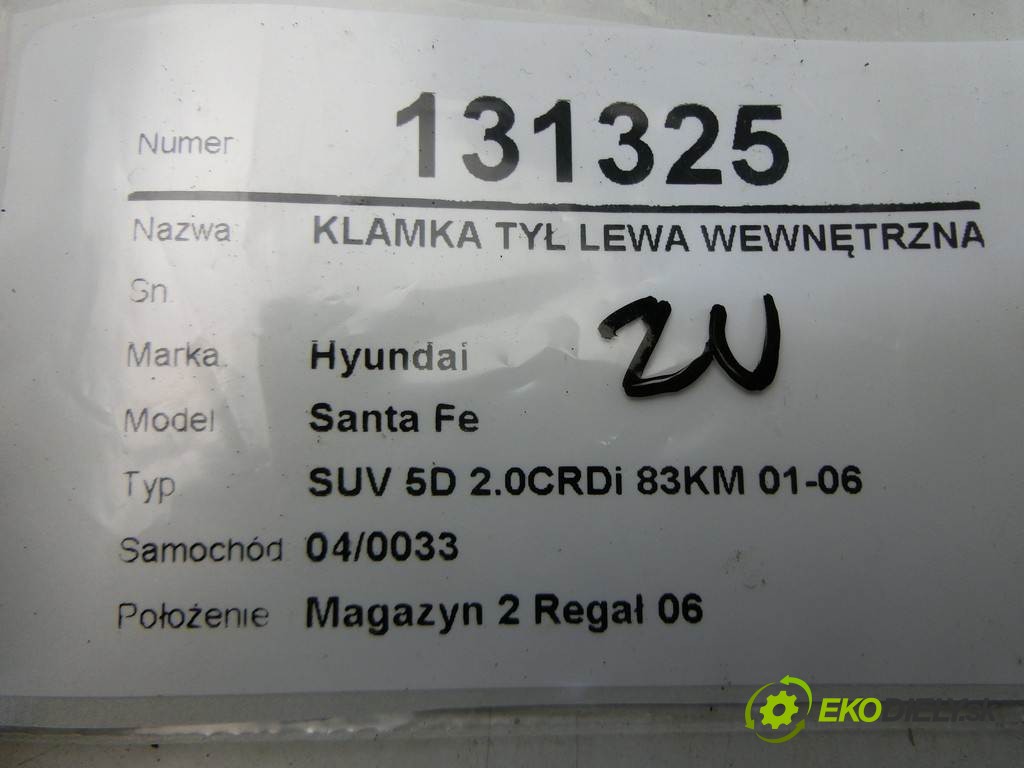 Numer 131325
Nazwa KLAMKA TYŁ LEWA WEWNĘTRZNA
Sn.
ZU
Marka Hyundai
Model Santa Fe
Typ SUV 5D 2.0CRDi 83KM 01-06
Samochód 04/0033
Położenie Magazyn 2 Regał 06
EKODIELY.sk